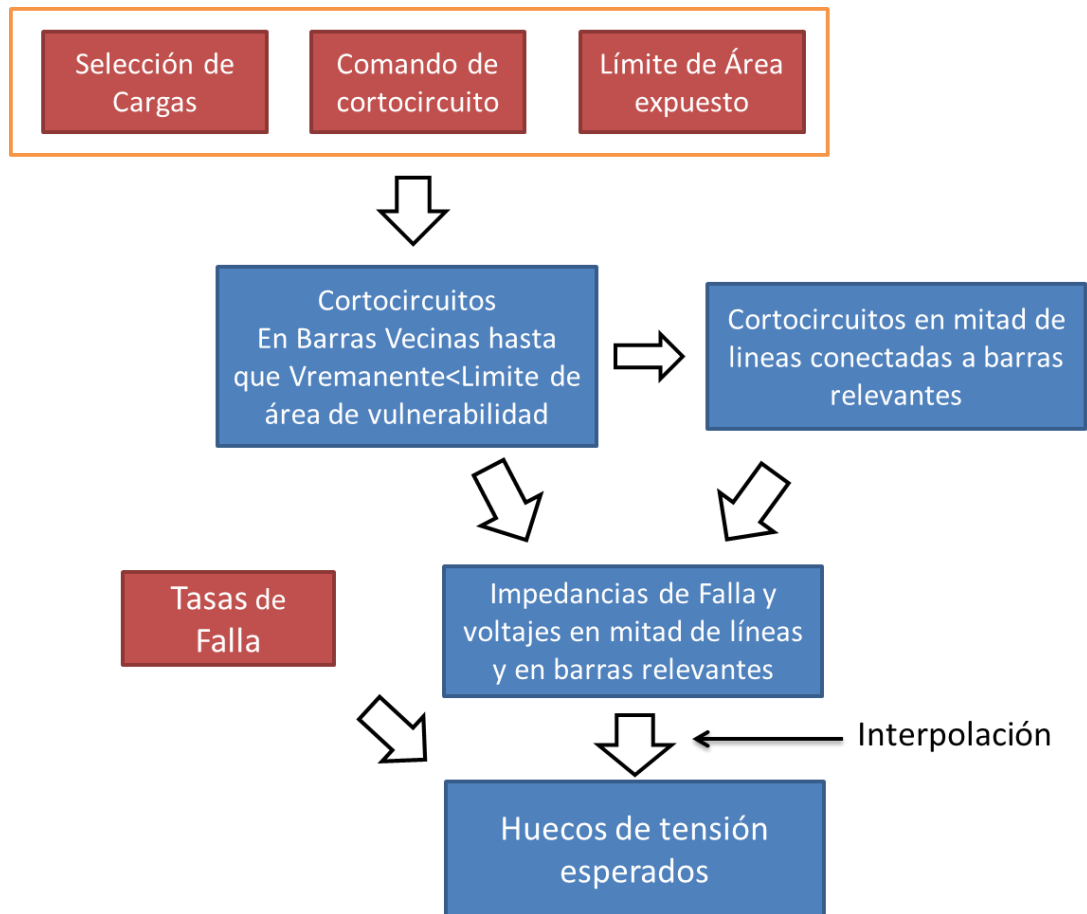 Selección de
Cargas
Comando de
cortocircuito
Límite de Área
expuesto
Cortocircuitos
En Barras Vecinas hasta
que Vremanente<Limite de
área de vulnerabilidad
Cortocircuitos en mitad de
lineas conectadas a barras
relevantes
Tasas de
Falla
Impedancias de Falla y
voltajes en mitad de líneas
y en barras relevantes
Interpolación
Huecos de tensión
esperados